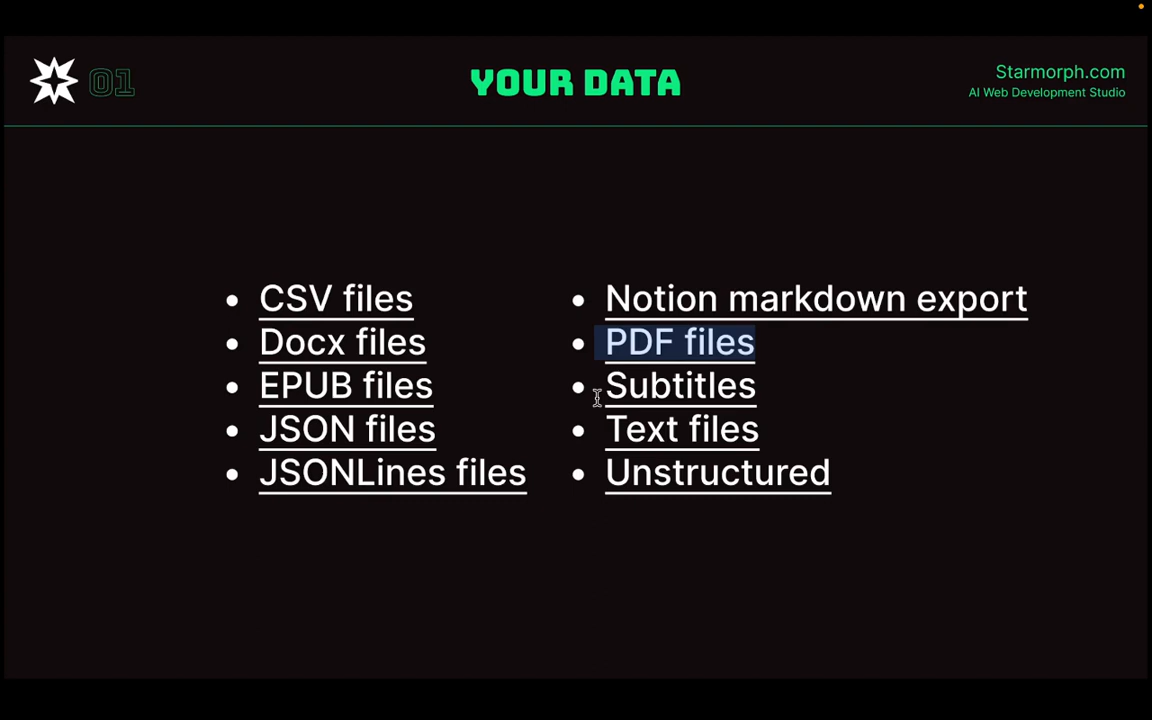 01
YOUR DATA
Starmorph.com
AI Web Development Studio
CSV files
Docx files
EPUB files
JSON files
JSONLines files
Notion markdown export
PDF files
Subtitles
Text files
Unstructured